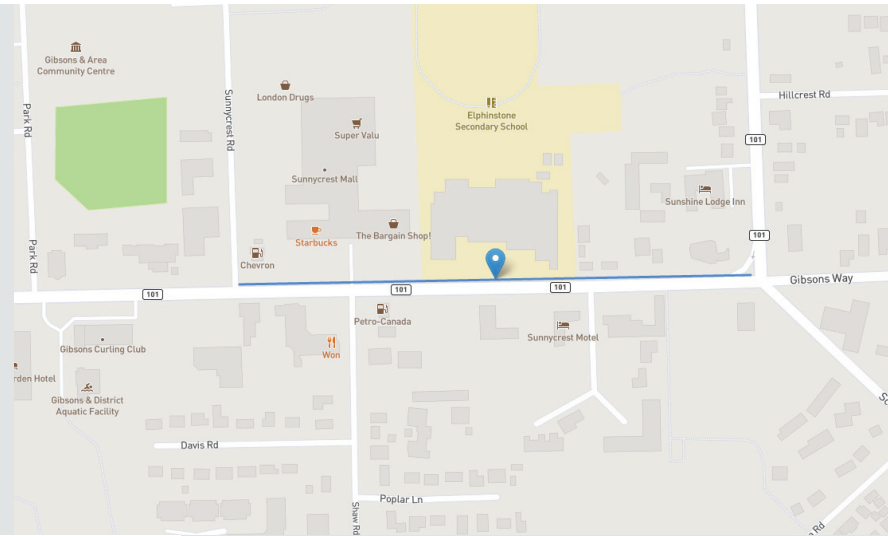 Gibsons & Area
Community Centre
Park Rd
Sunnycrest Rd
London Drugs
Super Valu
Sunnycrest Mall
Elphinstone
Secondary School
Hillcrest Rd
101
Sunshine Lodge Inn
Park Rd
Starbucks
The Bargain Shop!
Chevron
101
Gibsons Way
101
101
101
Petro-Canada
Sunnycrest Motel
Gibsons Curling Club
Won
rden Hotel
Gibsons & District
Aquatic Facility
Davis Rd
Poplar Ln
Shaw Rd
Rd